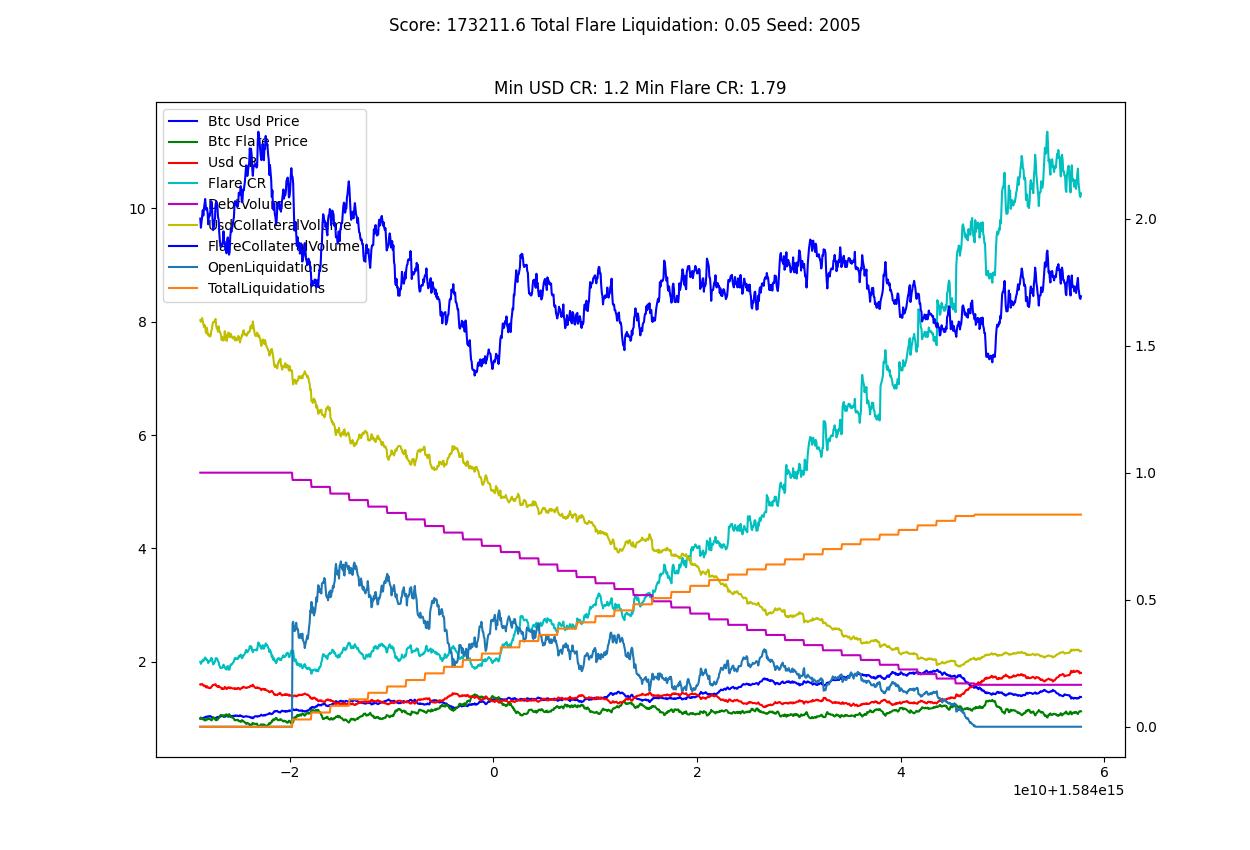 Score: 173211.6 Total Flare Liquidation: 0.05 Seed: 2005
Min USD CR: 1.2 Min Flare CR: 1.79
Btc Usd Price
Btc Flare Price
Usd CR
Flare CR
DebtVolume
UsdCollateralVolume
FlareCollateralVolume
OpenLiquidations
TotalLiquidations
10
8
6
4
2
2.0
1.5
1.0
0.5
0.0
−2
0
2
4
6
1e10+1.584e15